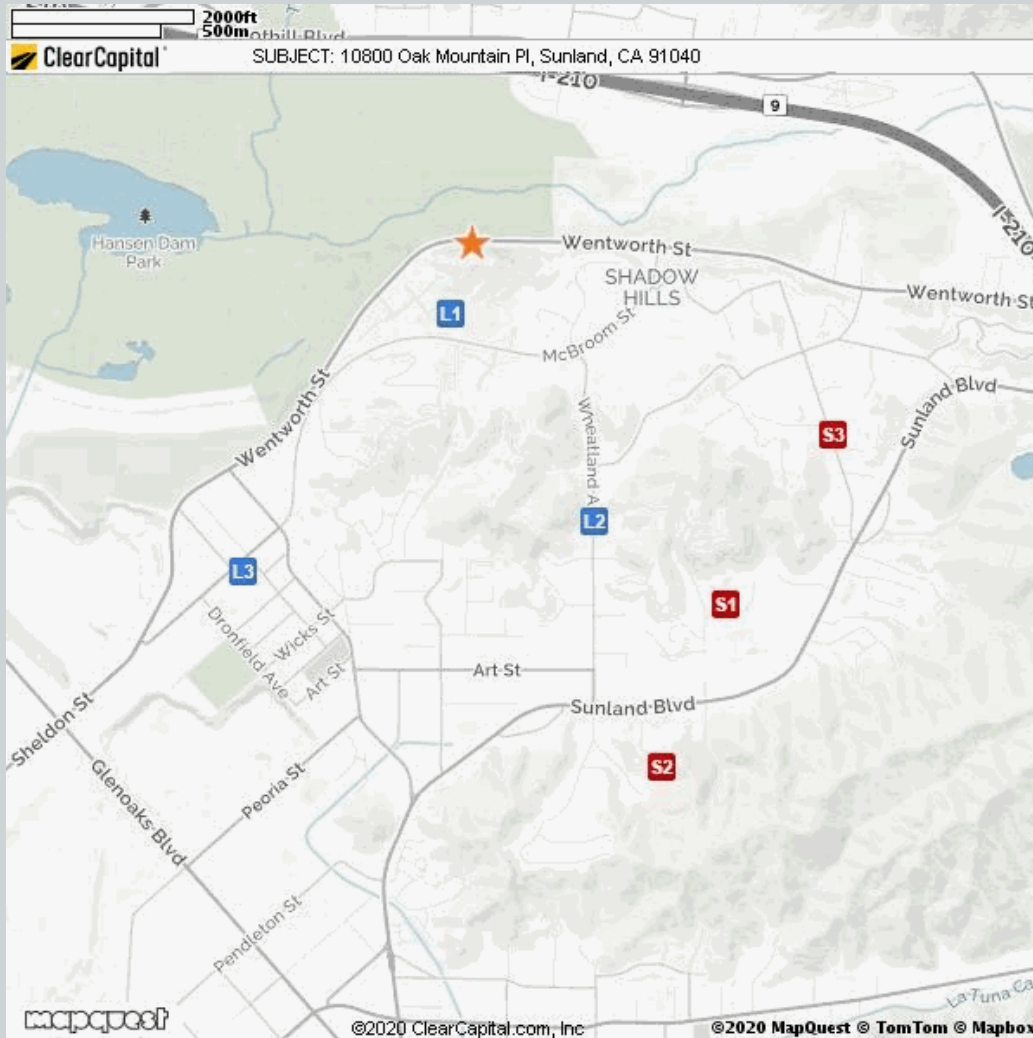 2000ft
500m
othill Blvd
ClearCapital
SUBJECT: 10800 Oak Mountain Pl, Sunland, CA 91040
I-210
9
I-210
Hansen Dam
Park
Wentworth St
SHADOW
HILLS
Wentworth St
L1
McBroom St
Wentworth St
Wheatland A
Sunland Blvd
S3
L2
L3
S1
Dronfield Ave
Wicks St
Art St
Art St
Sunland Blvd
Sheldon St
S2
Glenoaks Blvd
Peoria St
Pendleton St
La Tuna Ca
mapquest
©2020 ClearCapital.com, Inc
©2020 MapQuest © TomTom © Mapbox